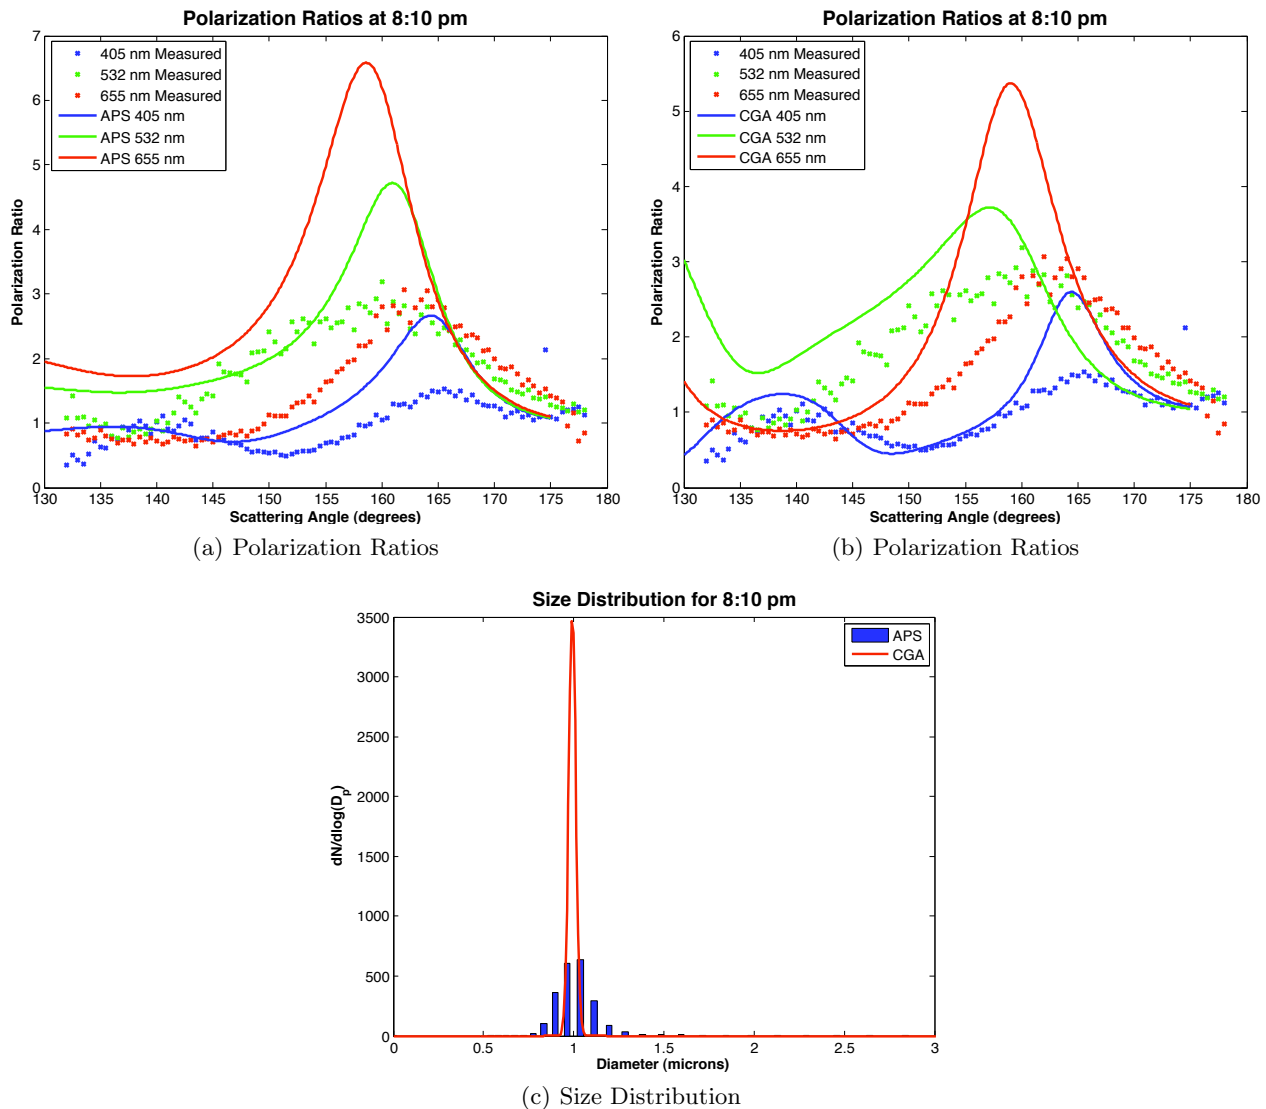 Polarization Ratios at 8:10 pm
7
6
5
4
3
2
1
0
Polarization Ratio
405 nm Measured
532 nm Measured
655 nm Measured
APS 405 nm
APS 532 nm
APS 655 nm
130 135 140 145 150 155 160 165 170 175 180
Scattering Angle (degrees)
(a) Polarization Ratios
Polarization Ratios at 8:10 pm
6
5
4
3
2
1
0
Polarization Ratio
405 nm Measured
532 nm Measured
655 nm Measured
CGA 405 nm
CGA 532 nm
CGA 655 nm
130 135 140 145 150 155 160 165 170 175 180
Scattering Angle (degrees)
(b) Polarization Ratios
Size Distribution for 8:10 pm
3500
3000
2500
2000
1500
1000
500
0
dN/dlog(Dp)
APS
CGA
0 0.5 1 1.5 2 2.5 3
Diameter (microns)
(c) Size Distribution